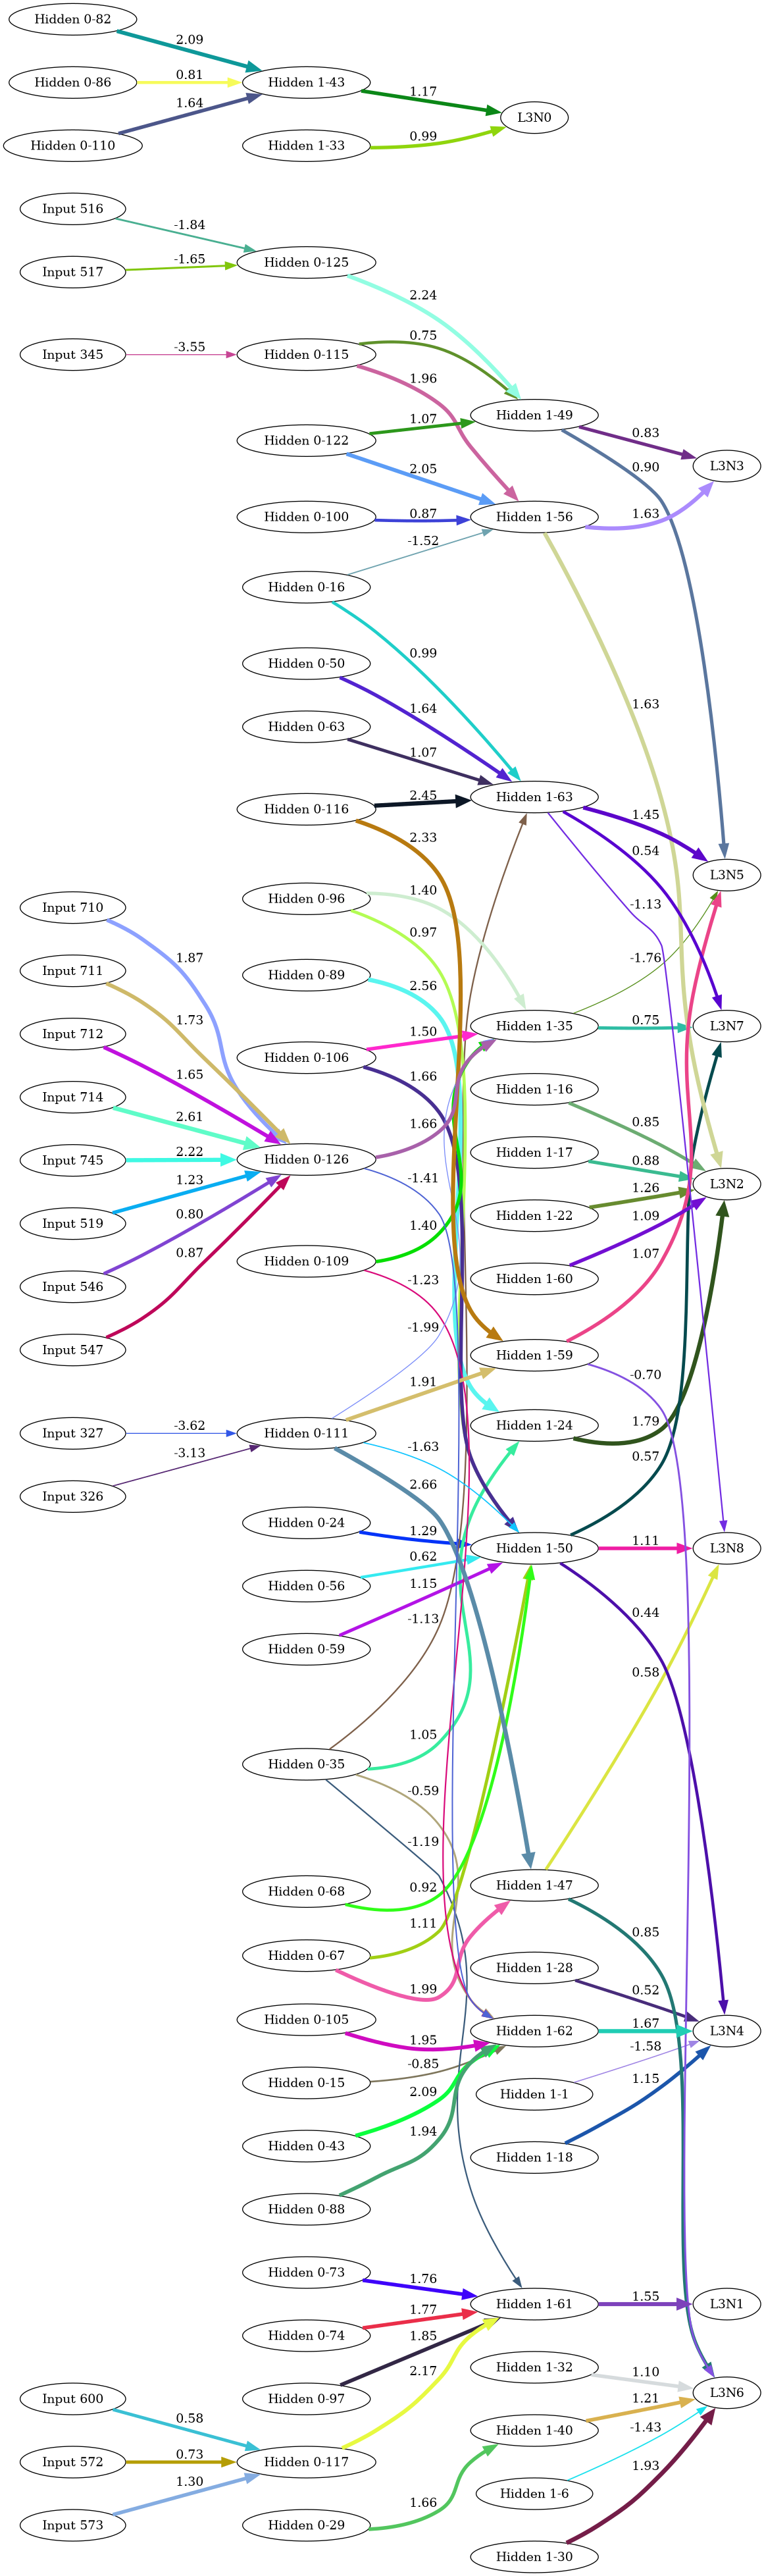 Hidden 0-82
2.09
Hidden 0-86
0.81
Hidden 1-43
1.17
1.64
L3N0
Hidden 0-110
Hidden 1-33
0.99
Input 516
-1.84
Input 517
-1.65
Hidden 0-125
2.24
0.75
Input 345
-3.55
Hidden 0-115
1.96
1.07
Hidden 1-49
0.83
Hidden 0-122
2.05
0.90
L3N3
Hidden 0-100
0.87
Hidden 1-56
1.63
-1.52
Hidden 0-16
0.99
Hidden 0-50
1.64
1.63
Hidden 0-63
1.07
Hidden 0-116
2.45
Hidden 1-63
1.45
2.33
0.54
L3N5
Hidden 0-96
1.40
-1.13
Input 710
0.97
1.87
-1.76
Input 711
Hidden 0-89
2.56
1.73
Input 712
Hidden 0-106
1.50
Hidden 1-35
0.75
L3N7
1.65
1.66
Input 714
Hidden 1-16
0.85
2.61
1.66
Input 745
2.22
Hidden 0-126
Hidden 1-17
0.88
L3N2
-1.41
1.26
Input 519
1.23
1.40
Hidden 1-22
1.09
0.80
Hidden 0-109
1.07
Input 546
0.87
-1.23
Hidden 1-60
Input 547
-1.99
Hidden 1-59
-0.70
1.91
Input 327
-3.62
Hidden 0-111
-1.63
Hidden 1-24
1.79
-3.13
2.66
0.57
Input 326
Hidden 0-24
1.29
Hidden 1-50
1.11
L3N8
0.62
Hidden 0-56
1.15
0.44
-1.13
Hidden 0-59
0.58
1.05
Hidden 0-35
-0.59
-1.19
0.92
Hidden 0-68
Hidden 1-47
0.85
1.11
Hidden 0-67
1.99
Hidden 1-28
0.52
Hidden 0-105
1.95
Hidden 1-62
1.67
L3N4
-0.85
-1.58
Hidden 0-15
2.09
Hidden 1-1
1.15
Hidden 0-43
1.94
Hidden 1-18
Hidden 0-88
Hidden 0-73
1.76
1.77
Hidden 1-61
1.55
L3N1
Hidden 0-74
1.85
2.17
Hidden 1-32
1.10
Input 600
0.58
Hidden 0-97
1.21
L3N6
Input 572
0.73
Hidden 0-117
Hidden 1-40
-1.43
1.30
1.93
Input 573
1.66
Hidden 1-6
Hidden 0-29
Hidden 1-30